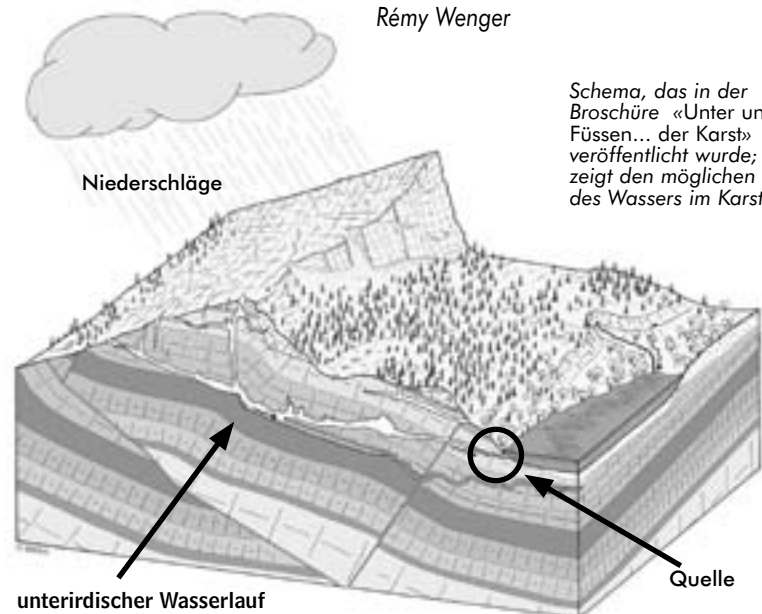 Rémy Wenger
Schema, das in der
Broschüre «Unter un
Füssen... der Karst»
veröffentlicht wurde;
zeigt den möglichen
des Wassers im Karst
Niederschläge
Quelle
unterirdischer Wasserlauf